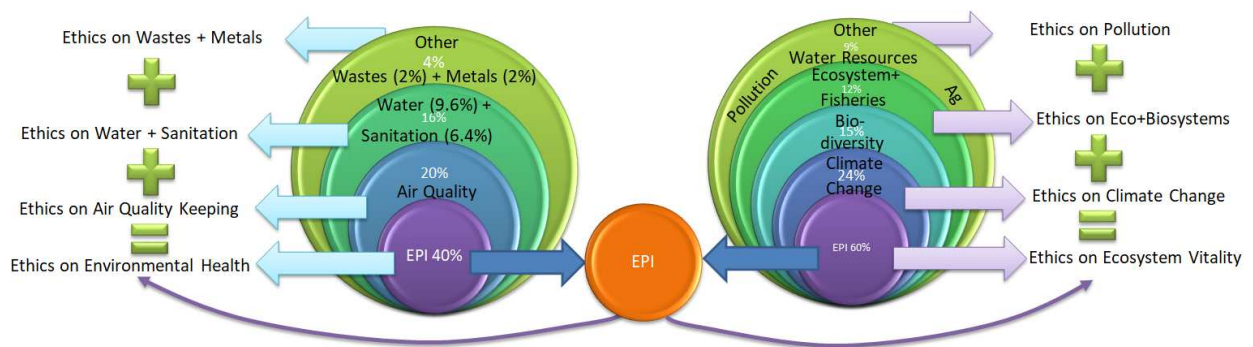 Ethics on Wastes + Metals
Ethics on Water + Sanitation
Ethics on Air Quality Keeping
Ethics on Environmental Health
Other
4%
Wastes (2%) + Metals (2%)
Water (9.6%) +
16%
Sanitation (6.4%)
20%
Air Quality
EPI 40%
EPI
Other
9%
Water Resources
Pollution
Ag
Ecosystem+
12%
Fisheries
Bio-
15%
diversity
Climate
24%
Change
EPI 60%
Ethics on Pollution
Ethics on Eco+Biosystems
Ethics on Climate Change
Ethics on Ecosystem Vitality